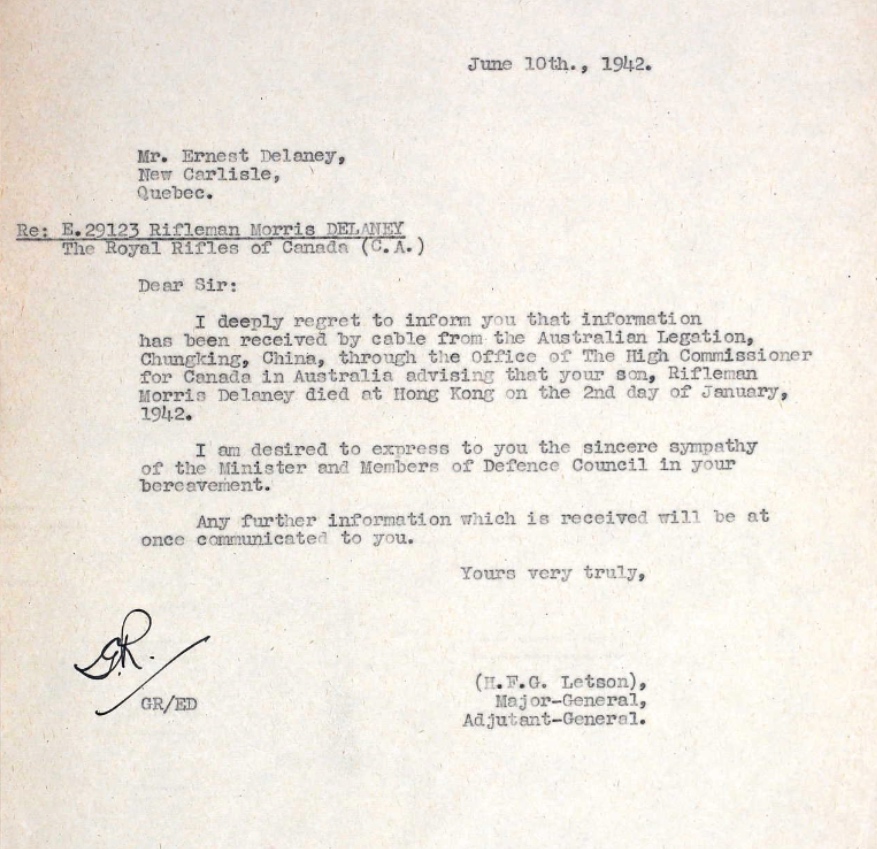 June 10th., 1942.
Mr. Ernest Delaney,
New Carlisle,
Quebec.
Re: E.29123 Rifleman Morris DELANEY
The Royal Rifles of Canada (C.A.)
Dear Sir:
I deeply regret to inform you that information
has been received by cable from the Australian Legation,
Chungking, China, through the Office of The High Commissioner
for Canada in Australia advising that your son, Rifleman
Morris Delaney died at Hong Kong on the 2nd day of January,
1942.
I am desired to express to you the sincere sympathy
of the Minister and Members of Defence Council in your
bereavement.
Any further information which is received will be at
once communicated to you.
Yours very truly,
(H.F.G. Letson),
Major-General,
Adjutant-General.
GR/ED